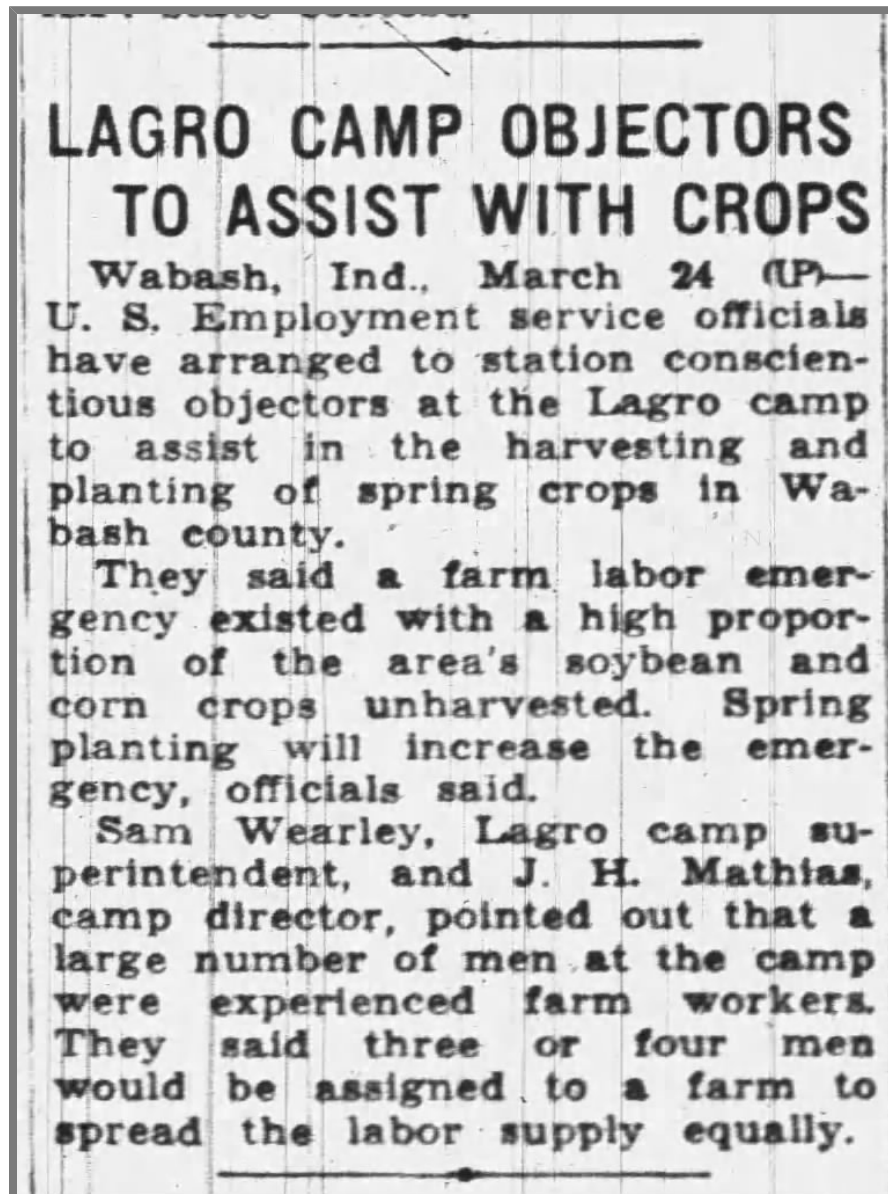 LAGRO CAMP OBJECTORS
TO ASSIST WITH CROPS
Wabash, Ind., March 24 (UP)—
U. S. Employment service officials
have arranged to station conscien-
tious objectors at the Lagro camp
to assist in the harvesting and
planting of spring crops in Wa-
bash county.
They said a farm labor emer-
gency existed with a high propor-
tion of the area's soybean and
corn crops unharvested. Spring
planting will increase the emer-
gency, officials said.
Sam Wearley, Lagro camp su-
perintendent, and J. H. Mathias,
camp director, pointed out that a
large number of men at the camp
were experienced farm workers.
They said three or four men
would be assigned to a farm to
spread the labor supply equally.